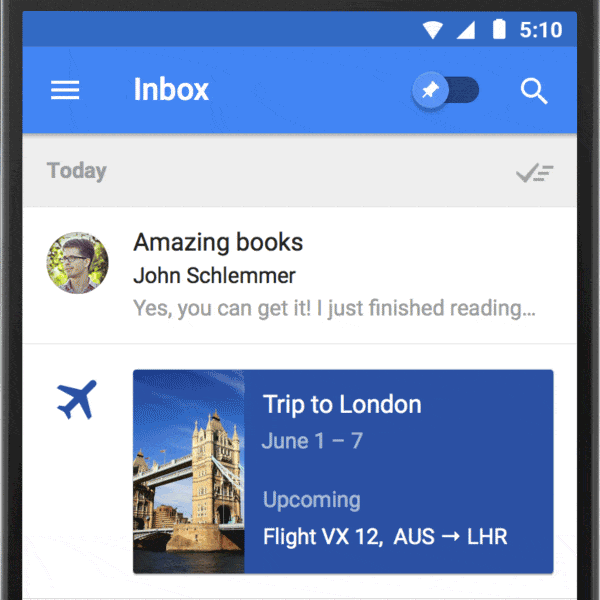 5:10
Inbox
Today
Amazing books
John Schlemmer
Yes, you can get it! I just finished reading...
Trip to London
June 1 – 7
Upcoming
Flight VX 12, AUS → LHR